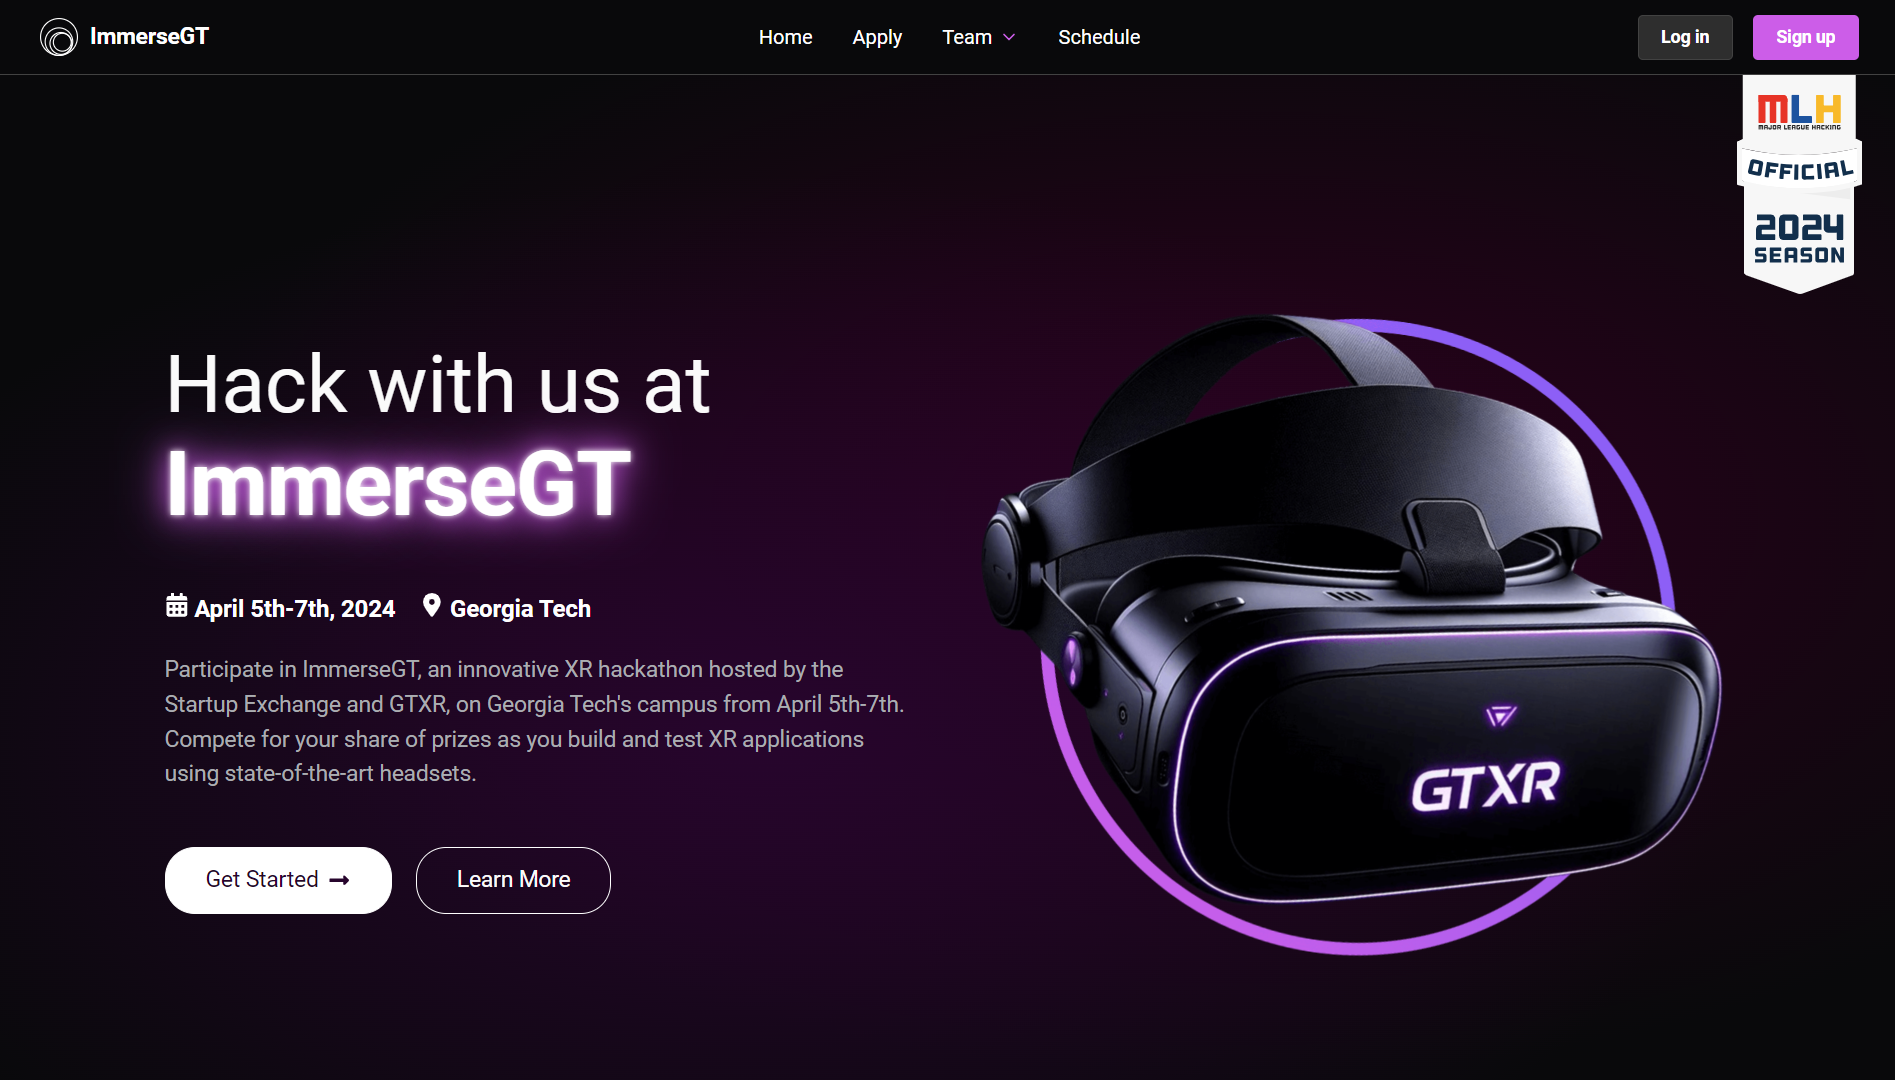 ImmerseGT
Home
Apply
Team
Schedule
Log in
Sign up
MLH
MAJOR LEAGUE HACKING
OFFICIAL
2024
SEASON
Hack with us at
ImmerseGT
April 5th-7th, 2024
Georgia Tech
Participate in ImmerseGT, an innovative XR hackathon hosted by the
Startup Exchange and GTXR, on Georgia Tech's campus from April 5th-7th.
Compete for your share of prizes as you build and test XR applications
using state-of-the-art headsets.
Get Started
Learn More
GTXR